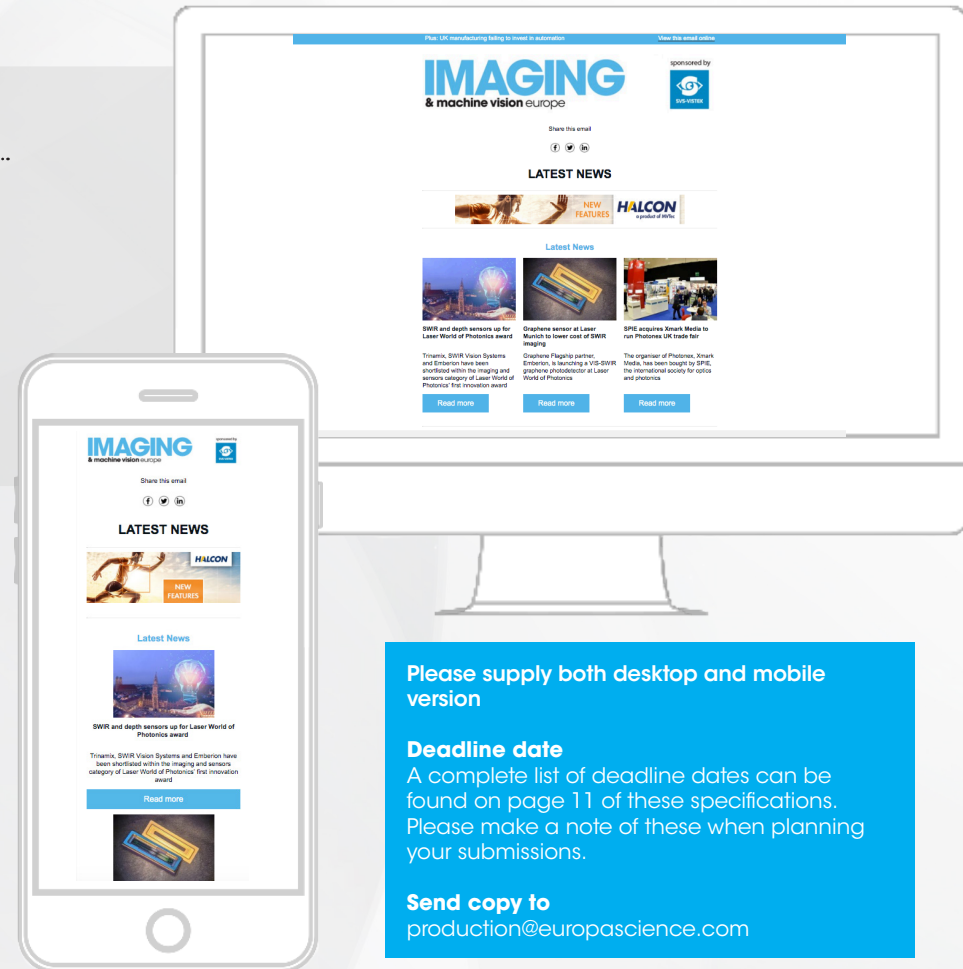 ..
Plus: UK manufacturing failing to invest in automation
View this email online
IMAGING
& machine vision europe
sponsored by
SVS-VISTEK
Share this email
LATEST NEWS
NEW
FEATURES
HALCON
a product of MVTec
Latest News
SWIR and depth sensors up for
Laser World of Photonics award
Trinamix, SWIR Vision Systems
and Emberion have been
shortlisted within the imaging and
sensors category of Laser World of
Photonics' first innovation award
Read more
Graphene sensor at Laser
Munich to lower cost of SWIR
imaging
Graphene Flagship partner,
Emberion, is launching a VIS-SWIR
graphene photodetector at Laser
World of Photonics
Read more
SPIE acquires Xmark Media to
run Photonex UK trade fair
The organiser of Photonex, Xmark
Media, has been bought by SPIE,
the international society for optics
and photonics
Read more
IMAGING
& machine vision europe
sponsored by
SVS-VISTEK
Share this email
LATEST NEWS
HALCON
NEW
FEATURES
Latest News
SWIR and depth sensors up for Laser World of
Photonics award
Trinamix, SWIR Vision Systems and Emberion have
been shortlisted within the imaging and sensors
category of Laser World of Photonics' first innovation
award
Read more
Please supply both desktop and mobile
version
Deadline date
A complete list of deadline dates can be
found on page 11 of these specifications.
Please make a note of these when planning
your submissions.
Send copy to
production@europascience.com